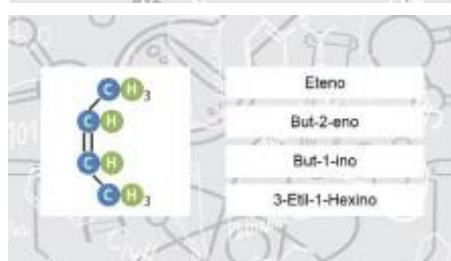 CH3
Eteno
CH
But-2-eno
CH
But-1-ino
CH3
3-Etil-1-Hexino